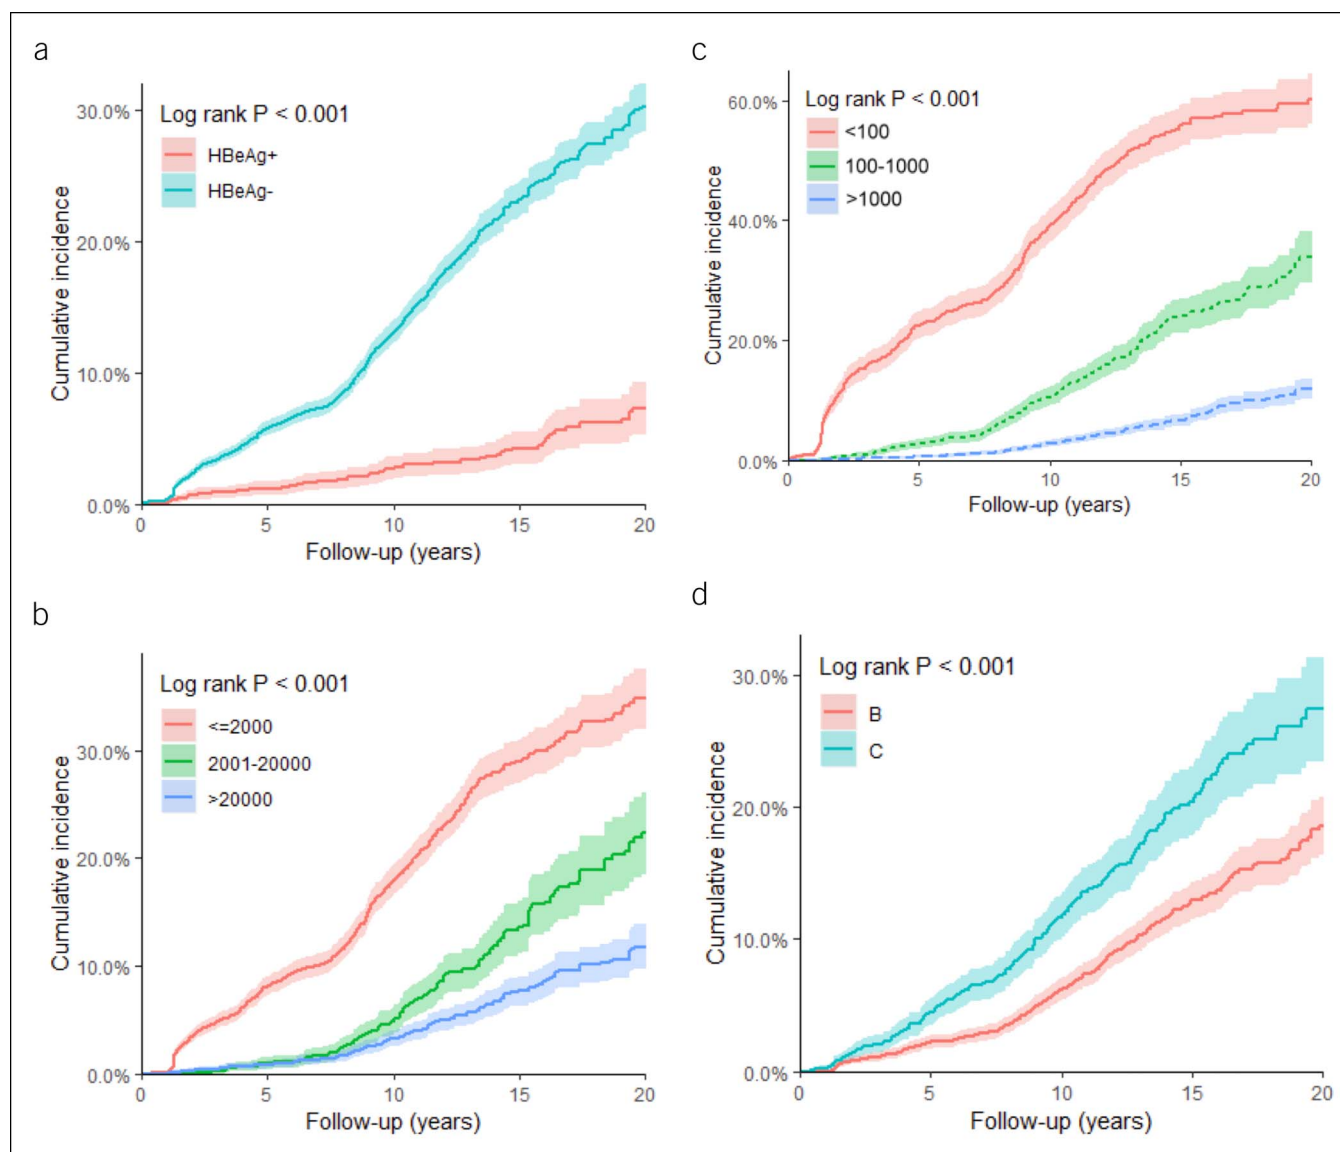 a
Log rank P < 0.001
HBeAg+
HBeAg-
30.0%
20.0%
10.0%
0.0%
Cumulative incidence
0 5 10 15 20
Follow-up (years)
b
Log rank P < 0.001
<=2000
2001-20000
>20000
30.0%
20.0%
10.0%
0.0%
Cumulative incidence
0 5 10 15 20
Follow-up (years)
c
Log rank P < 0.001
<100
100-1000
>1000
60.0%
40.0%
20.0%
0.0%
Cumulative incidence
0 5 10 15 20
Follow-up (years)
d
Log rank P < 0.001
B
C
30.0%
20.0%
10.0%
0.0%
Cumulative incidence
0 5 10 15 20
Follow-up (years)